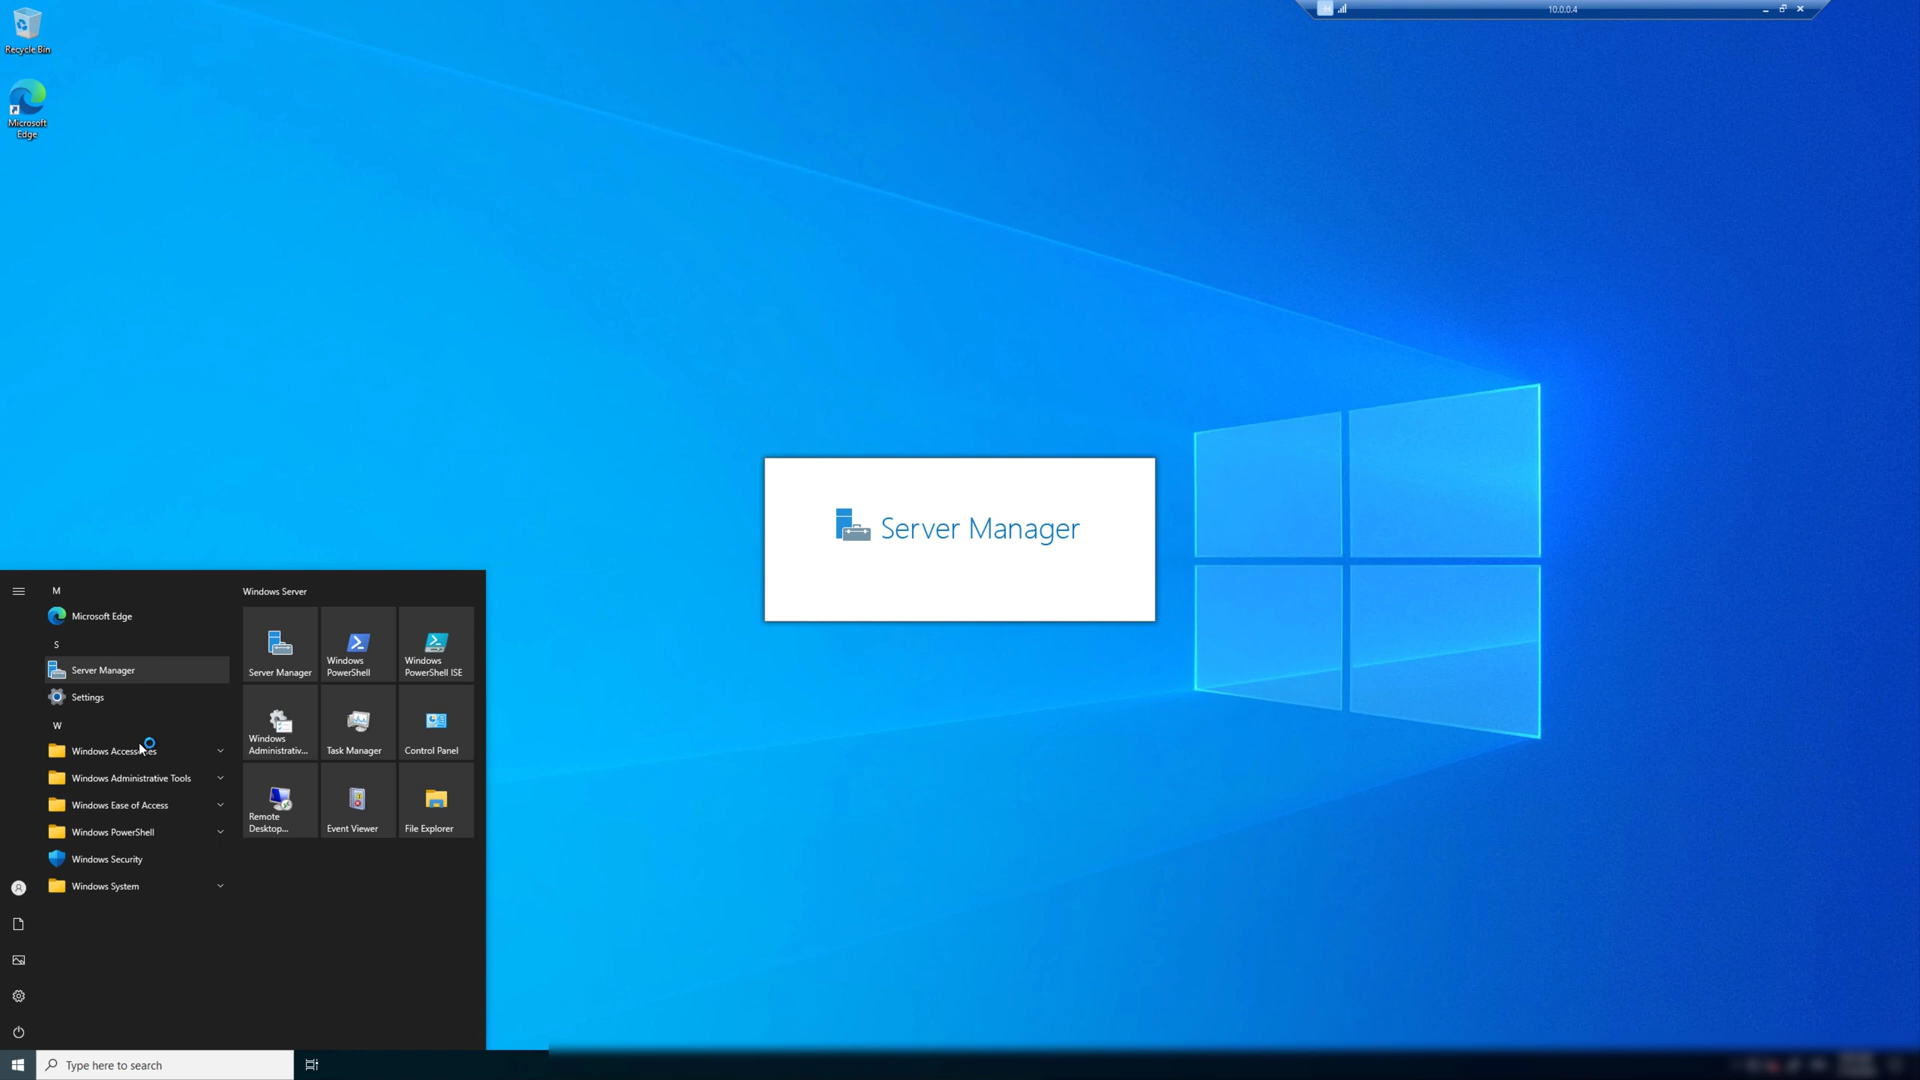 10.0.0.4
Recycle Bin
Microsoft
Edge
Server Manager
M
Microsoft Edge
S
Server Manager
Settings
W
Windows Accessories
Windows Administrative Tools
Windows Ease of Access
Windows PowerShell
Windows Security
Windows System
Windows Server
Server Manager
Windows
PowerShell
Windows
PowerShell ISE
Windows
Administrativ...
Task Manager
Control Panel
Remote
Desktop...
Event Viewer
File Explorer
Type here to search